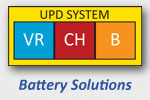 UPD SYSTEM
VR CH B
Battery Solutions